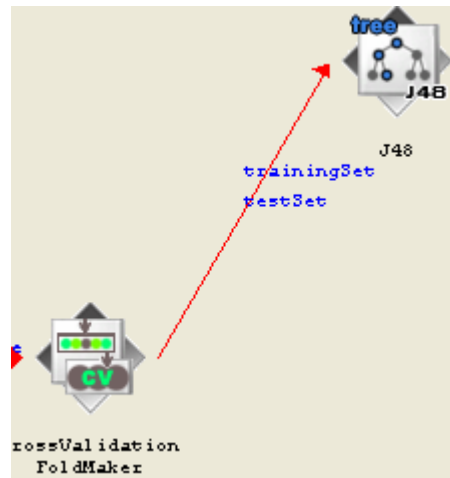 tree
J48
J48
trainingSet
testSet
CV
rossValidation
FoldMaker